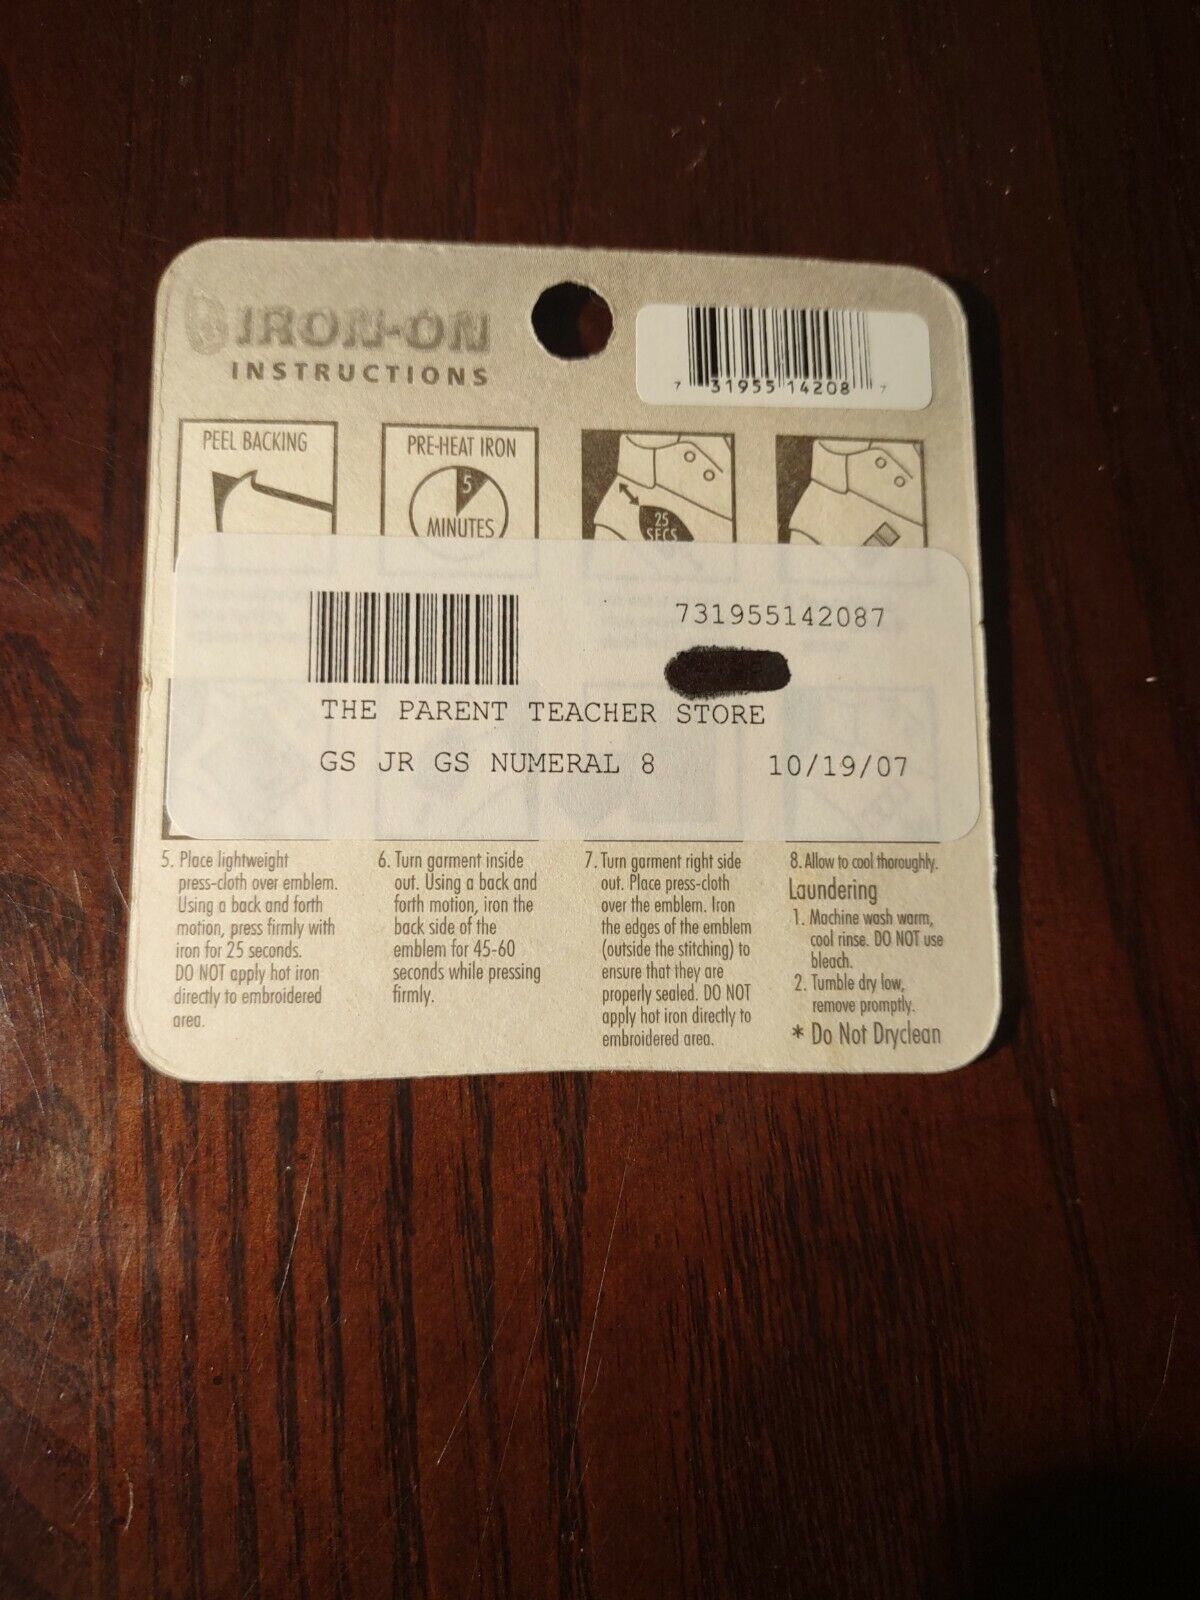 IRON-ON
INSTRUCTIONS
7 31955 14208 7
PEEL BACKING
PRE-HEAT IRON
5
MINUTES
25
SECS
731955142087
THE PARENT TEACHER STORE
GS JR GS NUMERAL 8 10/19/07
5. Place lightweight
press-cloth over emblem.
Using a back and forth
motion, press firmly with
iron for 25 seconds.
DO NOT apply hot iron
directly to embroidered
area.
6. Turn garment inside
out. Using a back and
forth motion, iron the
back side of the
emblem for 45-60
seconds while pressing
firmly.
7. Turn garment right side
out. Place press-cloth
over the emblem. Iron
the edges of the emblem
(outside the stitching) to
ensure that they are
properly sealed. DO NOT
apply hot iron directly to
embroidered area.
8. Allow to cool thoroughly.
Laundering
1. Machine wash warm,
cool rinse. DO NOT use
bleach.
2. Tumble dry low,
remove promptly.
* Do Not Dryclean